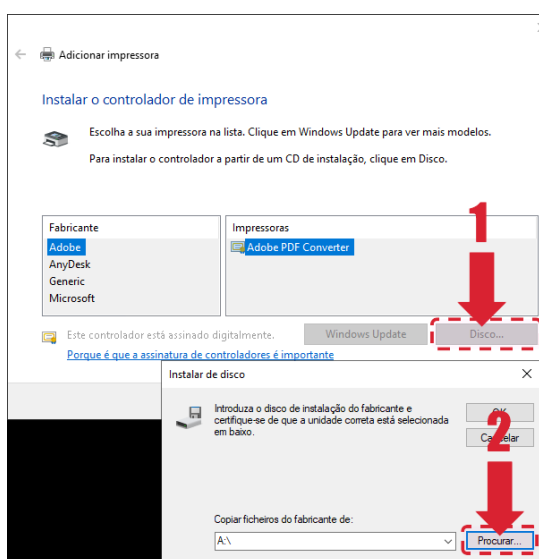 Adicionar impressora
Instalar o controlador de impressora
Escolha a sua impressora na lista. Clique em Windows Update para ver mais modelos.
Para instalar o controlador a partir de um CD de instalação, clique em Disco.
Fabricante
Adobe
AnyDesk
Generic
Microsoft
Impressoras
Adobe PDF Converter
1
Este controlador está assinado digitalmente.
Windows Update
Disco...
Porque é que a assinatura de controladores é importante
Instalar de disco
Introduza o disco de instalação do fabricante e
certifique-se de que a unidade correta está selecionada
em baixo.
OK
Cancelar
2
Copiar ficheiros do fabricante de:
A:\
Procurar...